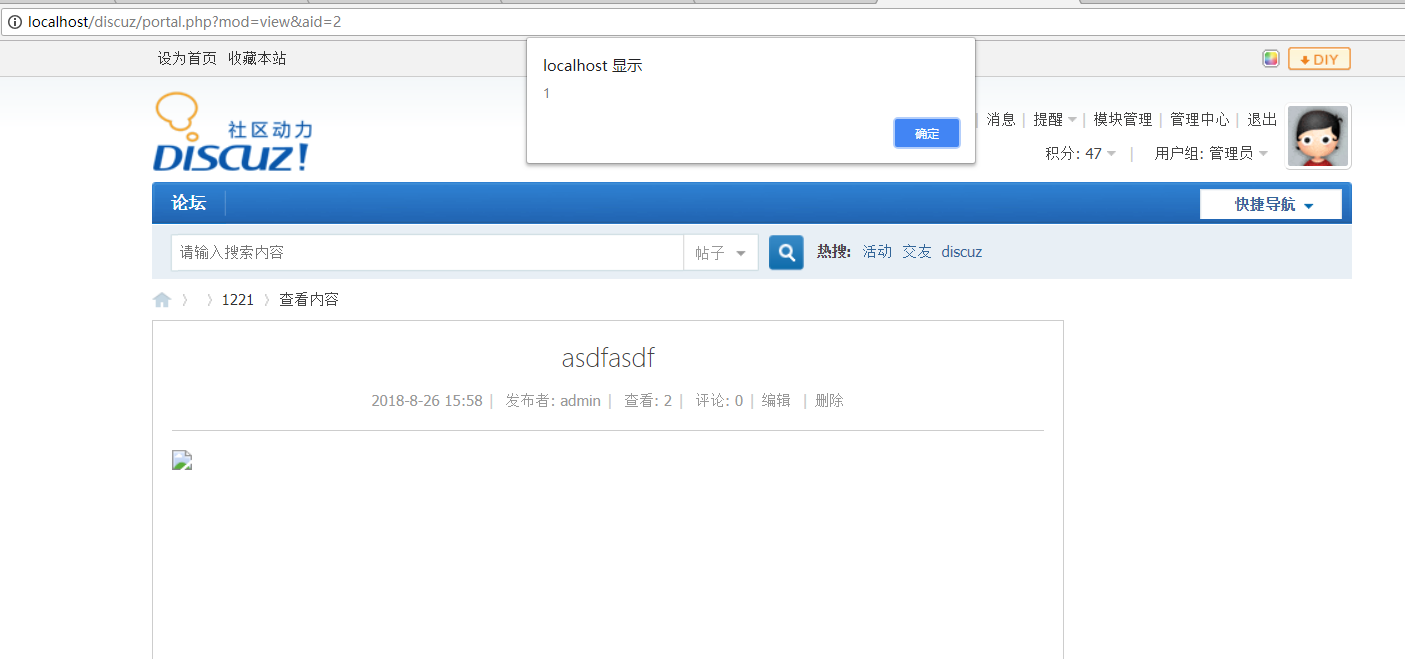 localhost/discuz/portal.php?mod=view&aid=2
设为首页 收藏本站
DIY
localhost 显示
1
确定
社区动力
DISCUZ!
消息 | 提醒 | 模块管理 | 管理中心 | 退出
积分: 47 | 用户组: 管理员
论坛
快捷导航
请输入搜索内容 帖子 热搜: 活动 交友 discuz
〉 〉 1221 〉 查看内容
asdfasdf
2018-8-26 15:58 | 发布者: admin | 查看: 2 | 评论: 0 | 编辑 | 删除